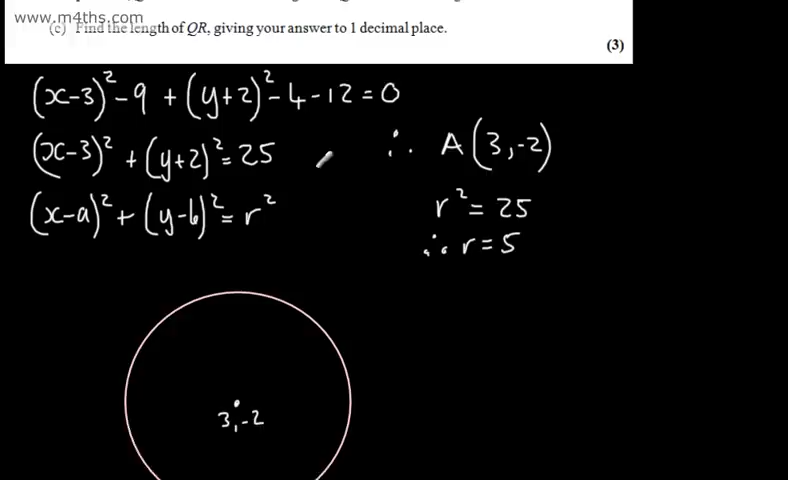 www.m4ths.com
(c) Find the length of QR, giving your answer to 1 decimal place.
(3)
(x-3)² - 9 + (y+2)² - 4 - 12 = 0
(x-3)² + (y+2)² = 25
∴ A(3,-2)
(x-a)² + (y-b)² = r²
r² = 25
∴ r = 5
3,-2